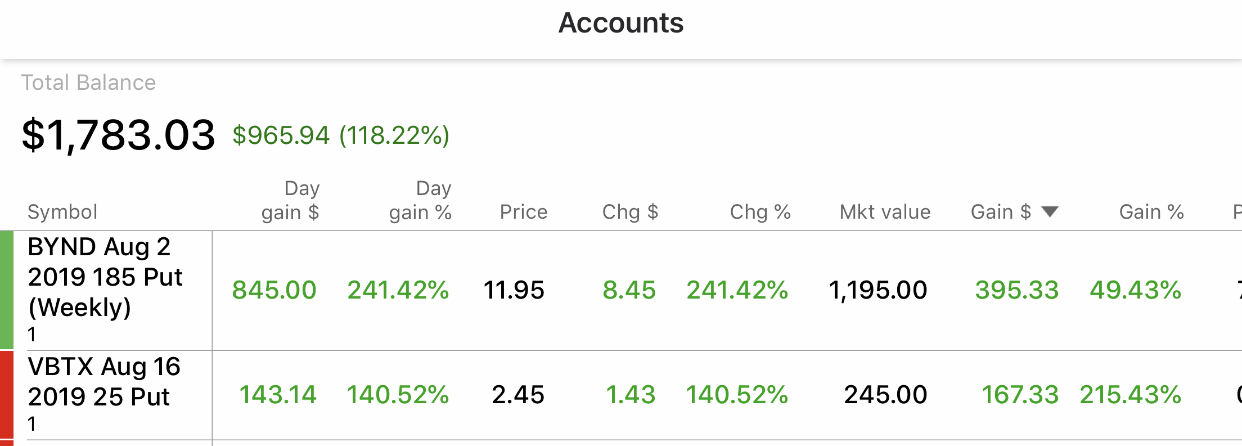 Accounts
Total Balance
$1,783.03 $965.94 (118.22%)
Symbol Day gain $ Day gain % Price Chg $ Chg % Mkt value Gain $ ▼ Gain %
BYND Aug 2
2019 185 Put 845.00 241.42% 11.95 8.45 241.42% 1,195.00 395.33 49.43%
(Weekly)
1
VBTX Aug 16
2019 25 Put 143.14 140.52% 2.45 1.43 140.52% 245.00 167.33 215.43%
1